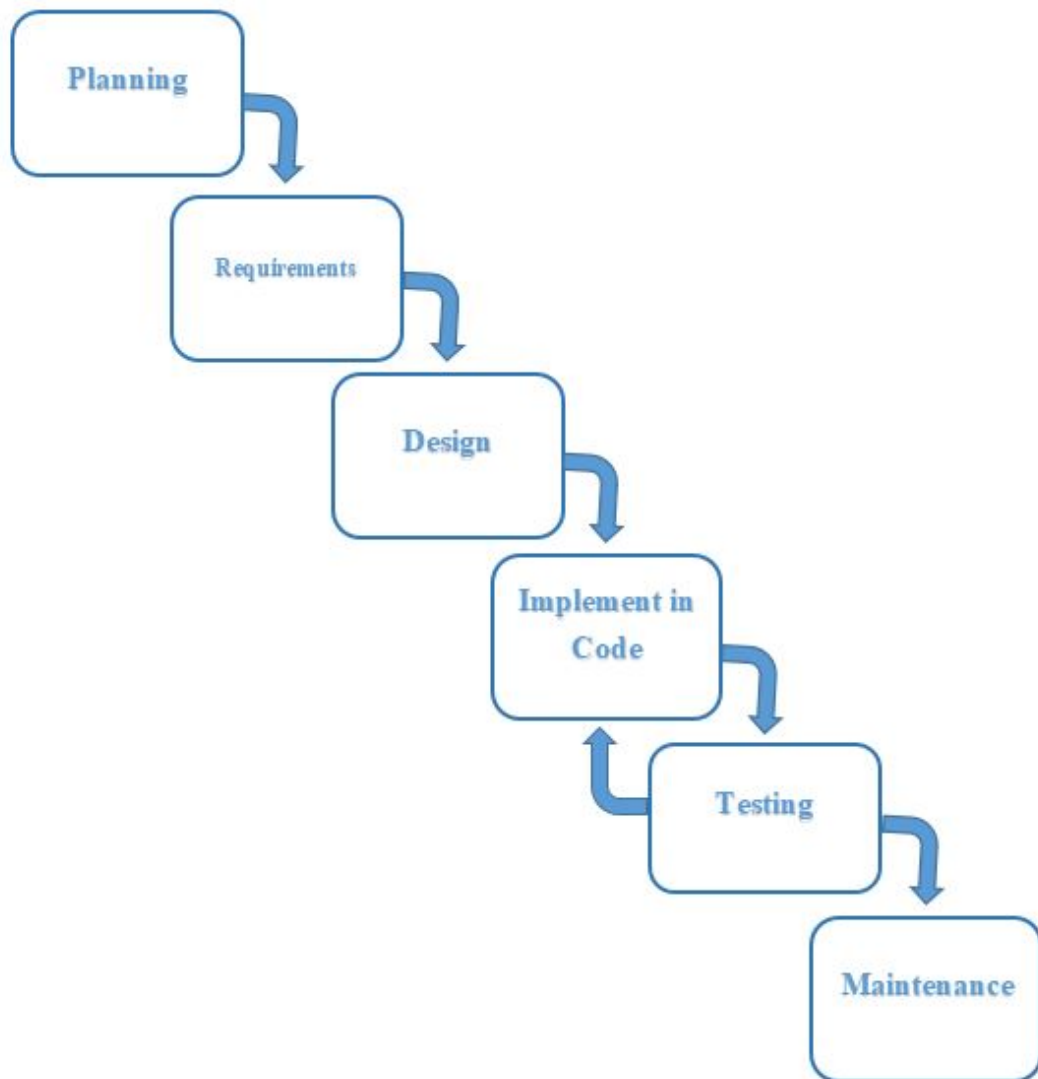 Planning
Requirements
Design
Implement in
Code
Testing
Maintenance